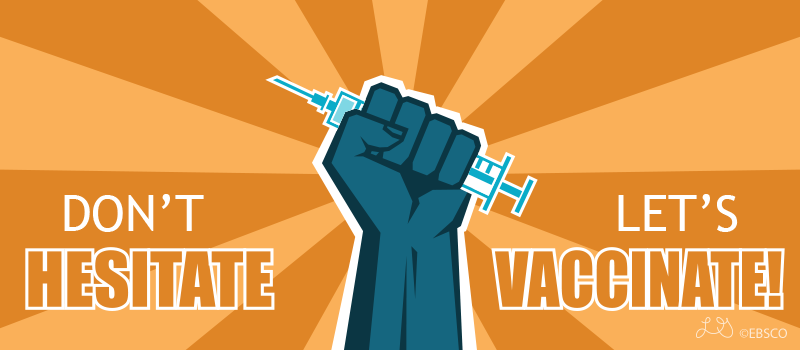 DON'T
HESITATE
LET'S
VACCINATE!
©EBSCO